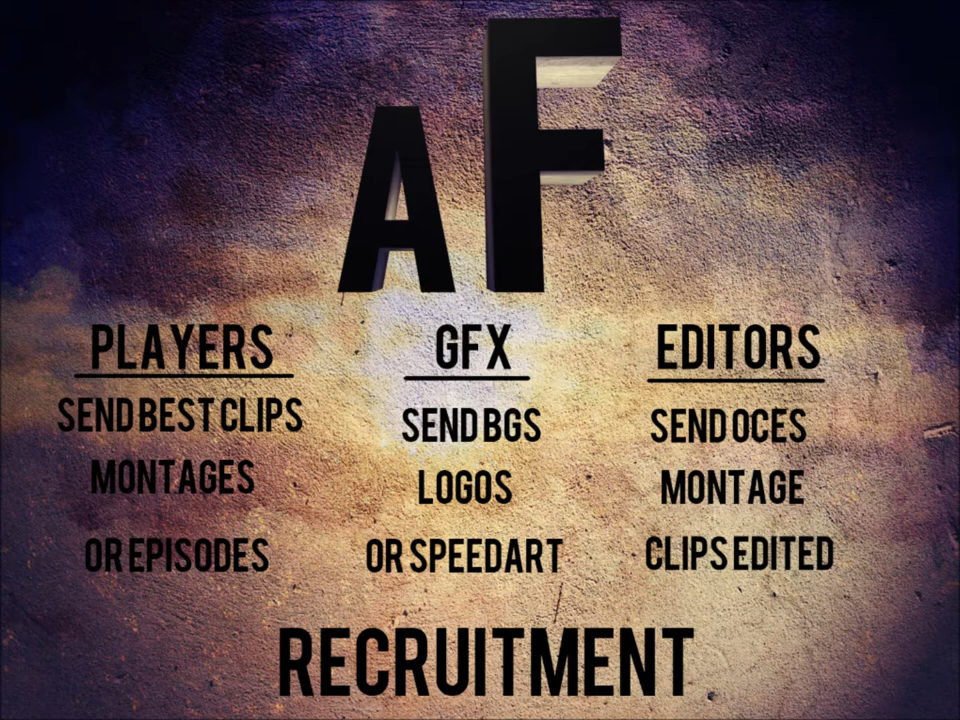 AF
PLAYERS
SEND BEST CLIPS
MONTAGES
OR EPISODES
GFX
SEND BGS
LOGOS
OR SPEEDART
EDITORS
SEND OCES
MONTAGE
CLIPS EDITED
RECRUITMENT